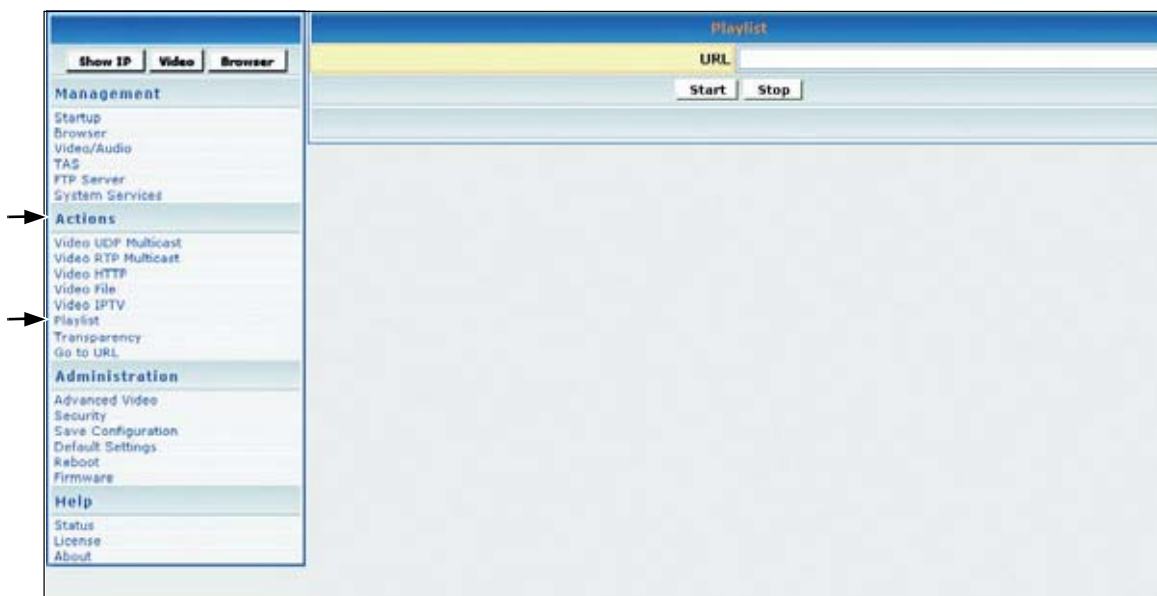 Playlist
Show IP Video Browser
URL
Start Stop
Management
Startup
Browser
Video/Audio
TAS
FTP Server
System Services
Actions
Video UDP Multicast
Video RTP Multicast
Video HTTP
Video File
Video IPTV
Playlist
Transparency
Go to URL
Administration
Advanced Video
Security
Save Configuration
Default Settings
Reboot
Firmware
Help
Status
License
About